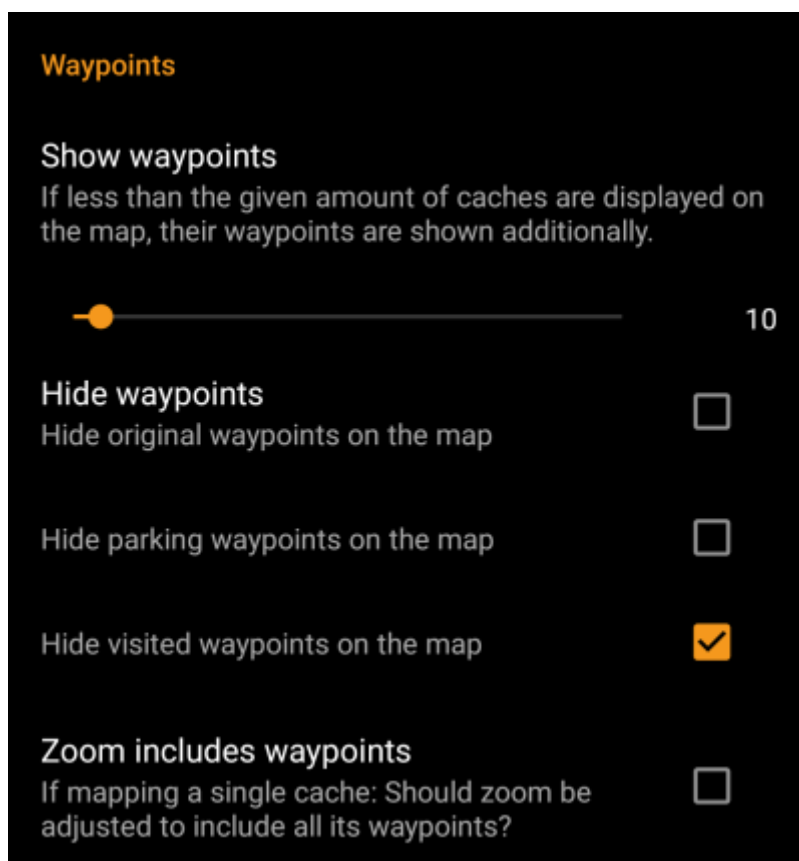 Waypoints
Show waypoints
If less than the given amount of caches are displayed on
the map, their waypoints are shown additionally.
10
Hide waypoints
Hide original waypoints on the map
Hide parking waypoints on the map
Hide visited waypoints on the map
Zoom includes waypoints
If mapping a single cache: Should zoom be
adjusted to include all its waypoints?